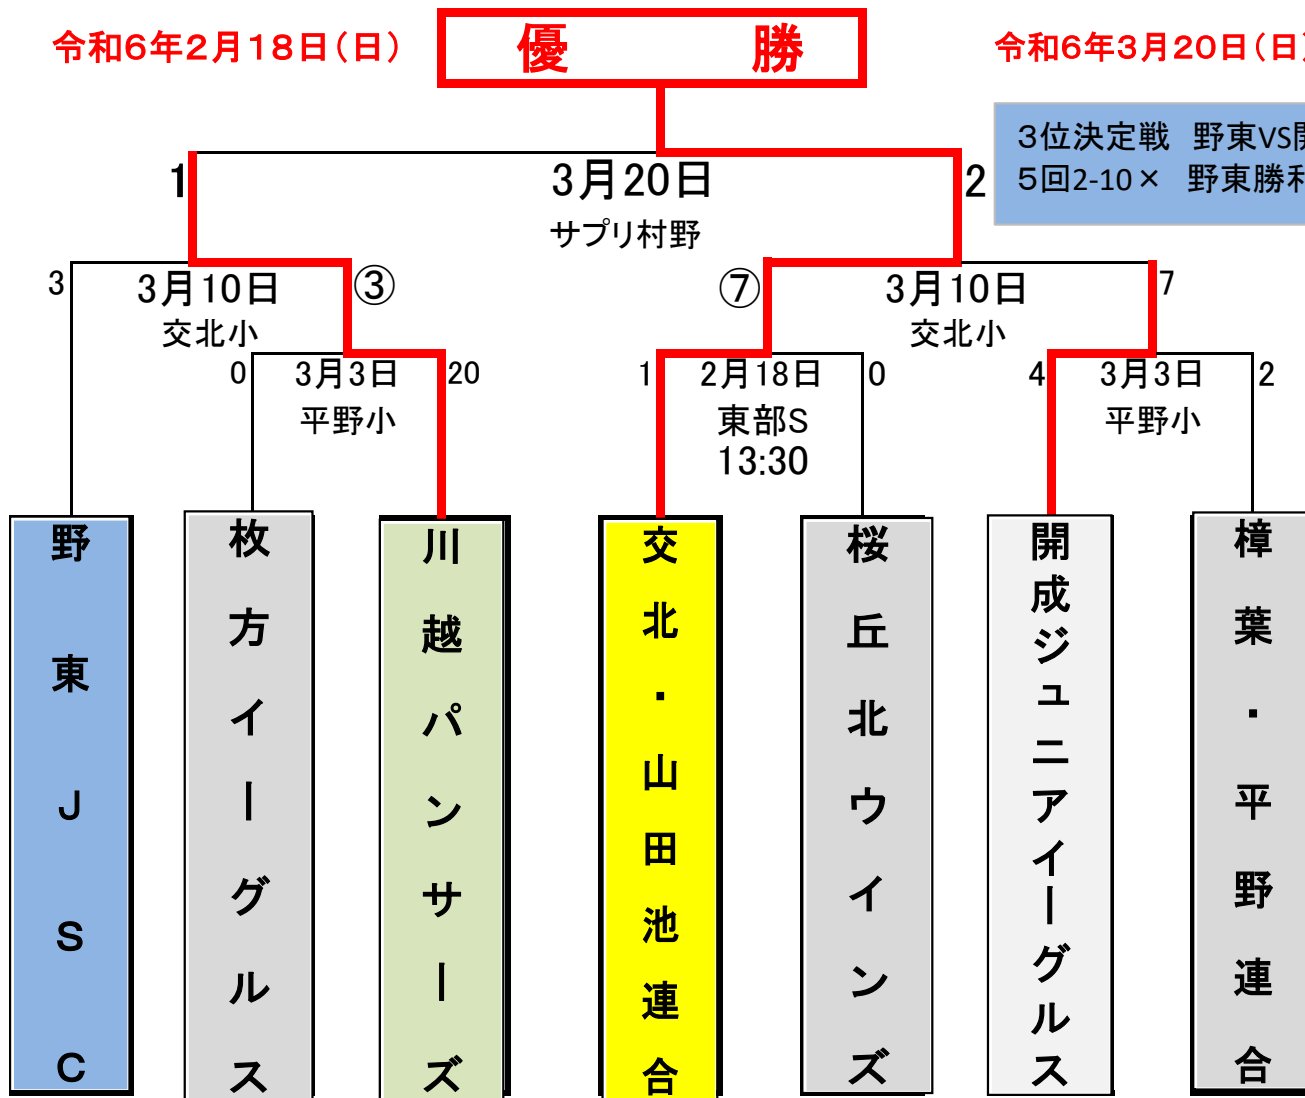 令和6年2月18日(日)
優 勝
令和6年3月20日(日)
3位決定戦 野東VS開
5回2-10× 野東勝利
1
3月20日
2
サプリ村野
3
3月10日
③
⑦
3月10日
7
交北小
交北小
0
3月3日
20
1
2月18日
0
4
3月3日
2
平野小
東部S
平野小
13:30
野東JSC
枚方イーグルス
川越パンサーズ
交北・山田池連合
桜丘北ウインズ
開成ジュニアイーグルス
樟葉・平野連合